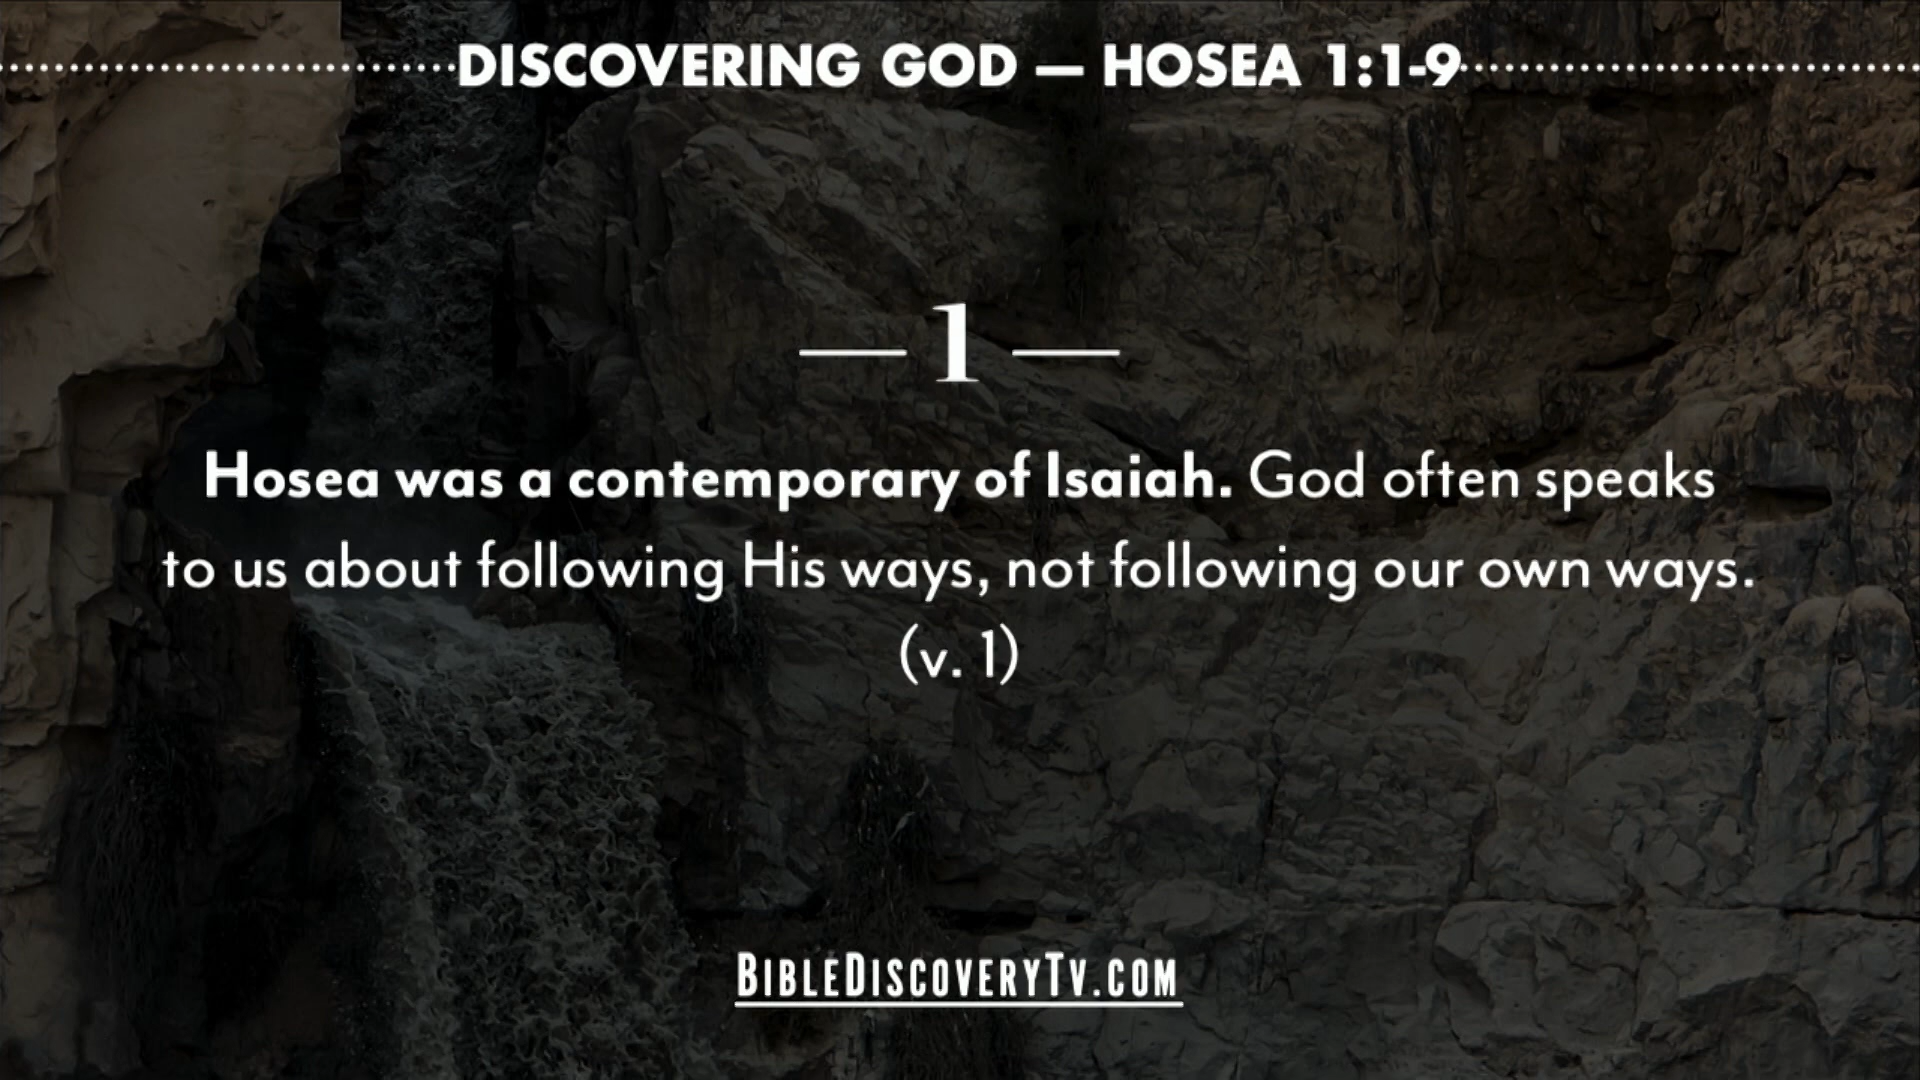 DISCOVERING GOD — HOSEA 1:1-9
— 1 —
Hosea was a contemporary of Isaiah. God often speaks
to us about following His ways, not following our own ways.
(v. 1)
BIBLEDISCOVERYTV.COM